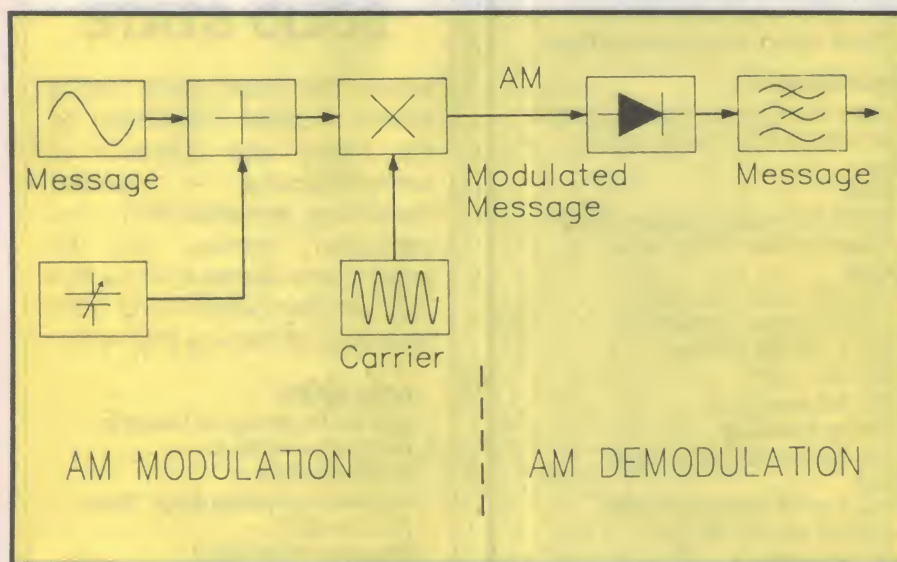 AM
Message
Modulated
Message
Message
Carrier
AM MODULATION
AM DEMODULATION